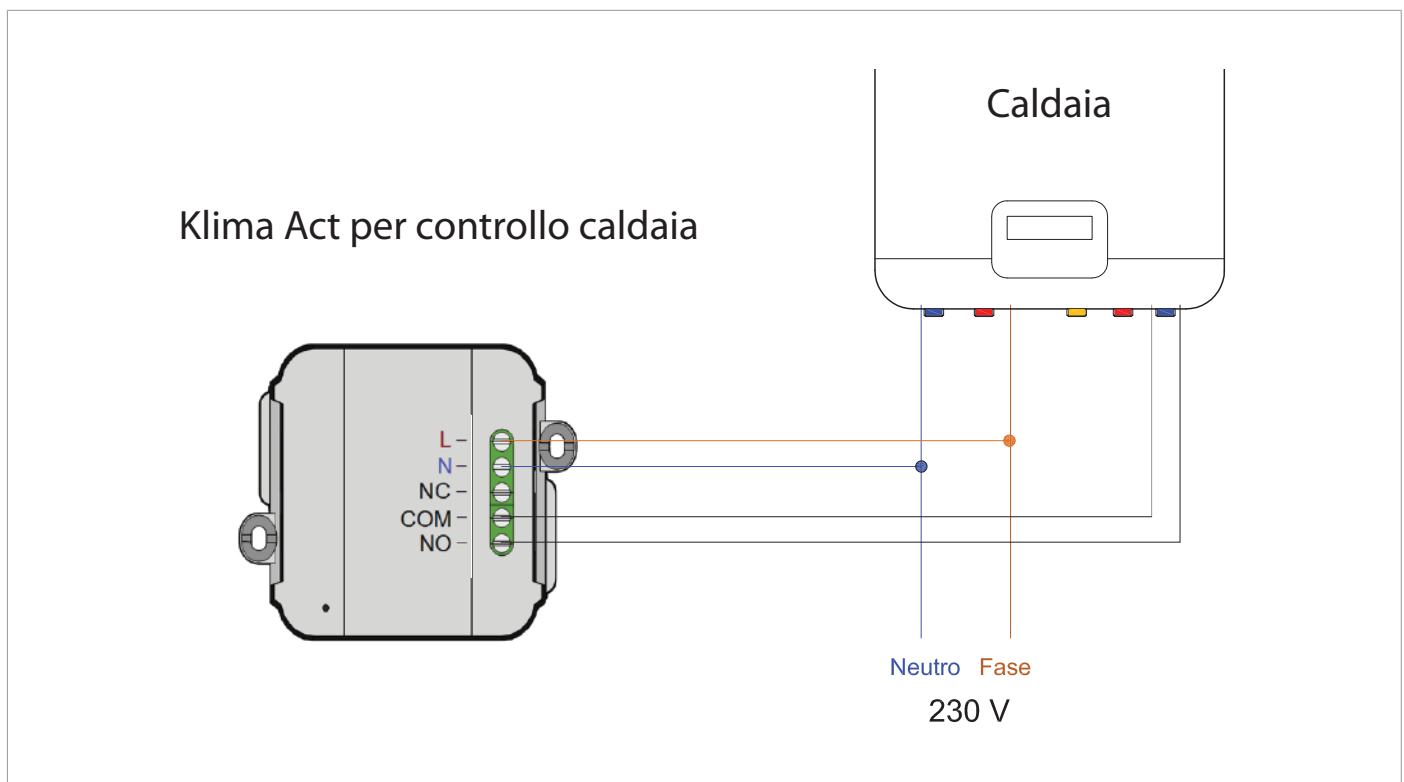 Caldaia
Klima Act per controllo caldaia
L
N
NC
COM
NO
Neutro Fase
230 V